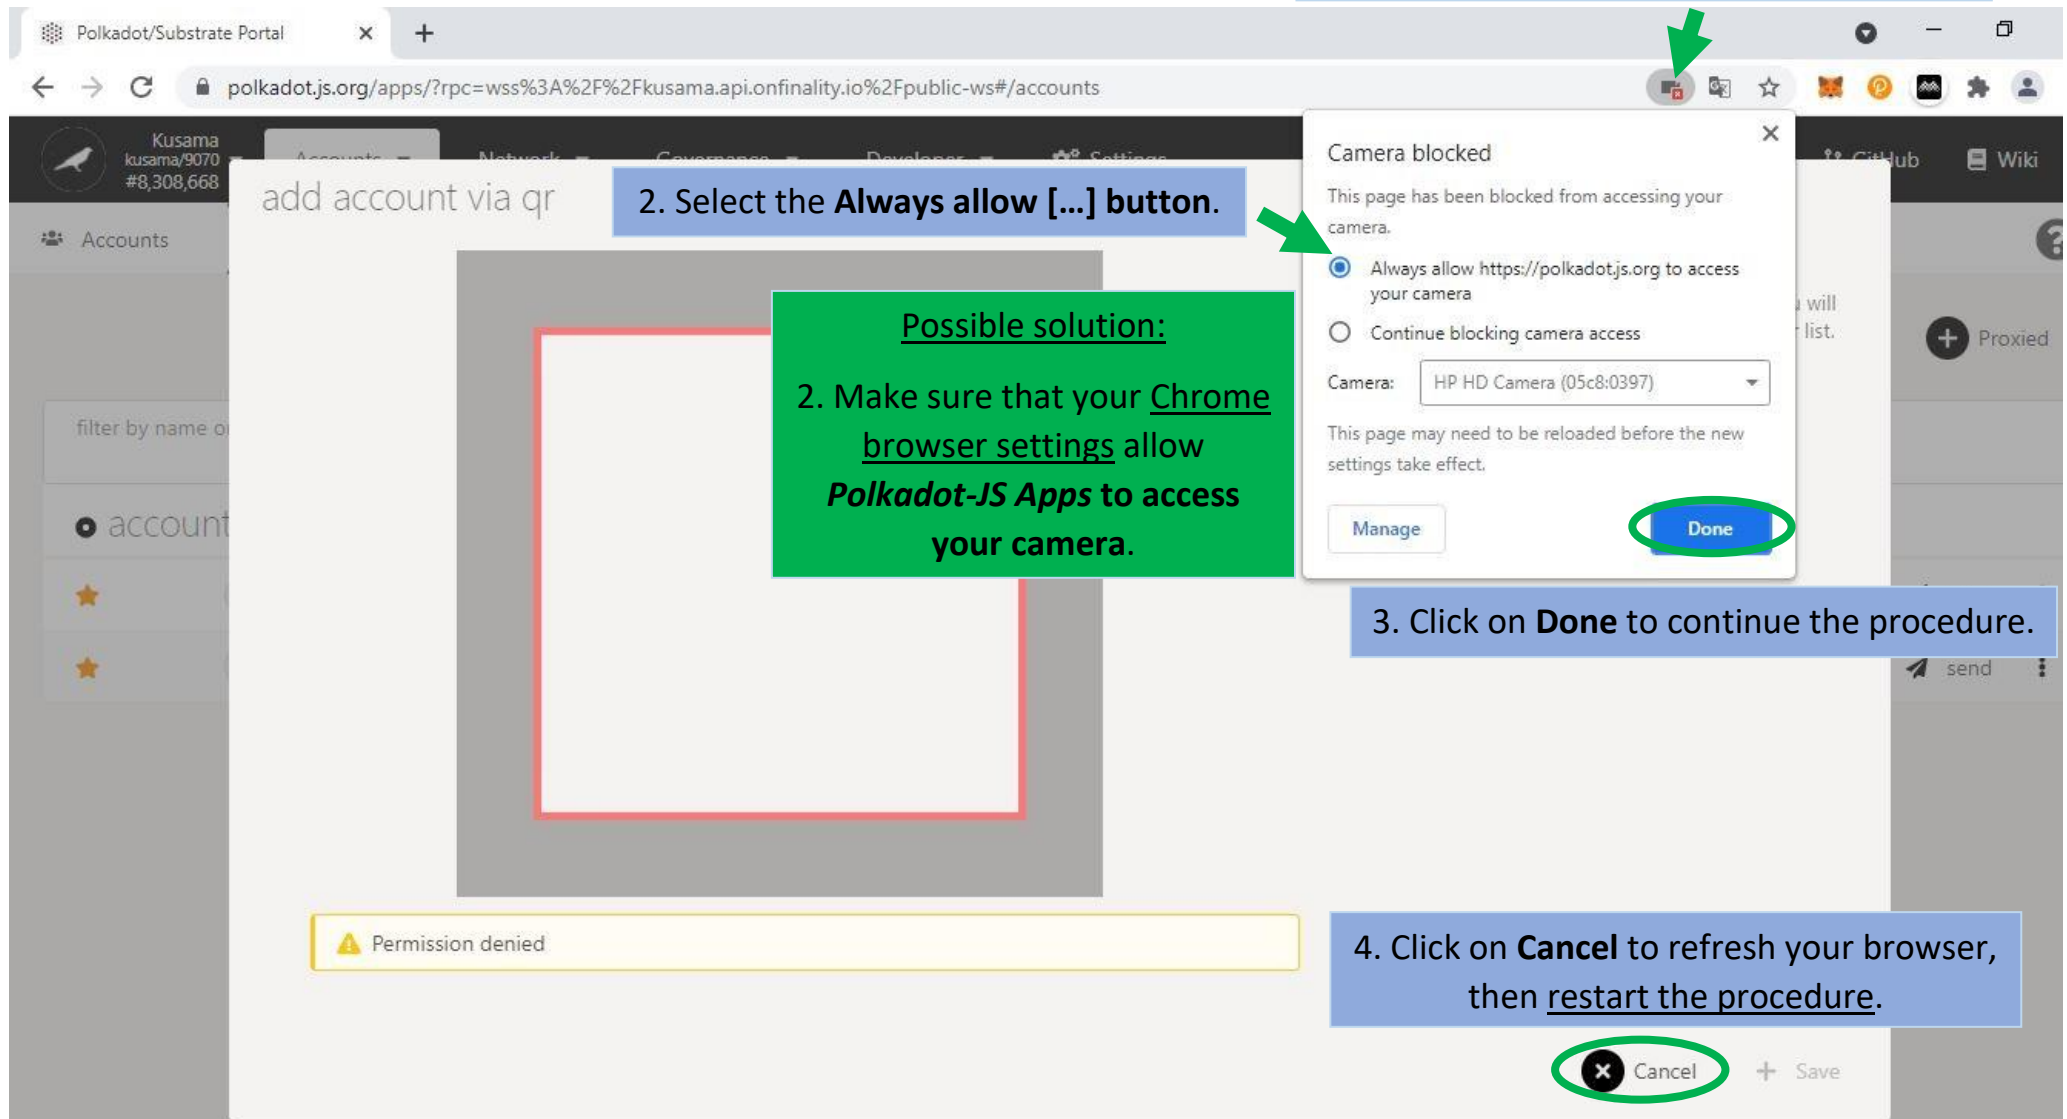 Polkadot/Substrate Portal
polkadot.js.org/apps/?rpc=wss%3A%2F%2Fkusama.api.onfinality.io%2Fpublic-ws#/accounts
Kusama
kusama/9070
#8,308,668
Accounts
Network
Governance
Developer
Settings
GitHub
Wiki
add account via qr
2. Select the Always allow [...] button.
Accounts
Camera blocked
This page has been blocked from accessing your
camera.
Always allow https://polkadot.js.org to access
your camera
Continue blocking camera access
Camera:
HP HD Camera (05c8:0397)
This page may need to be reloaded before the new
settings take effect.
Manage
Done
will
list.
Proxied
Possible solution:
2. Make sure that your Chrome
browser settings allow
Polkadot-JS Apps to access
your camera.
filter by name o
account
3. Click on Done to continue the procedure.
send
Permission denied
4. Click on Cancel to refresh your browser,
then restart the procedure.
Cancel
Save